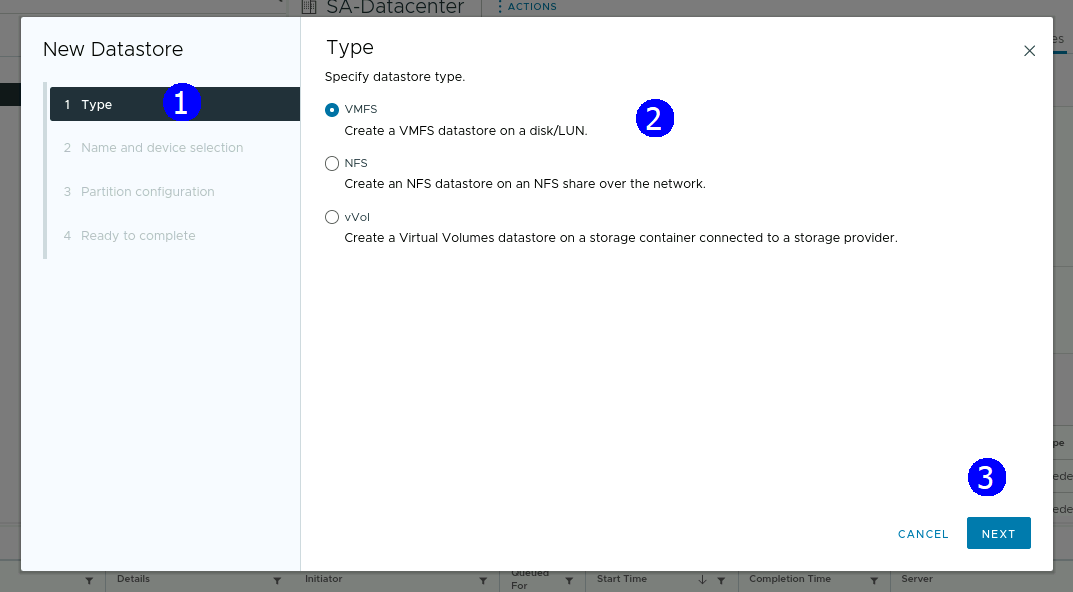 SA-Datacenter
ACTIONS
New Datastore
1 Type
1
2 Name and device selection
3 Partition configuration
4 Ready to complete
Type
Specify datastore type.
VMFS
Create a VMFS datastore on a disk/LUN.
2
NFS
Create an NFS datastore on an NFS share over the network.
vVol
Create a Virtual Volumes datastore on a storage container connected to a storage provider.
3
CANCEL
NEXT
Details
Initiator
Queued
For
Start Time
Completion Time
Server